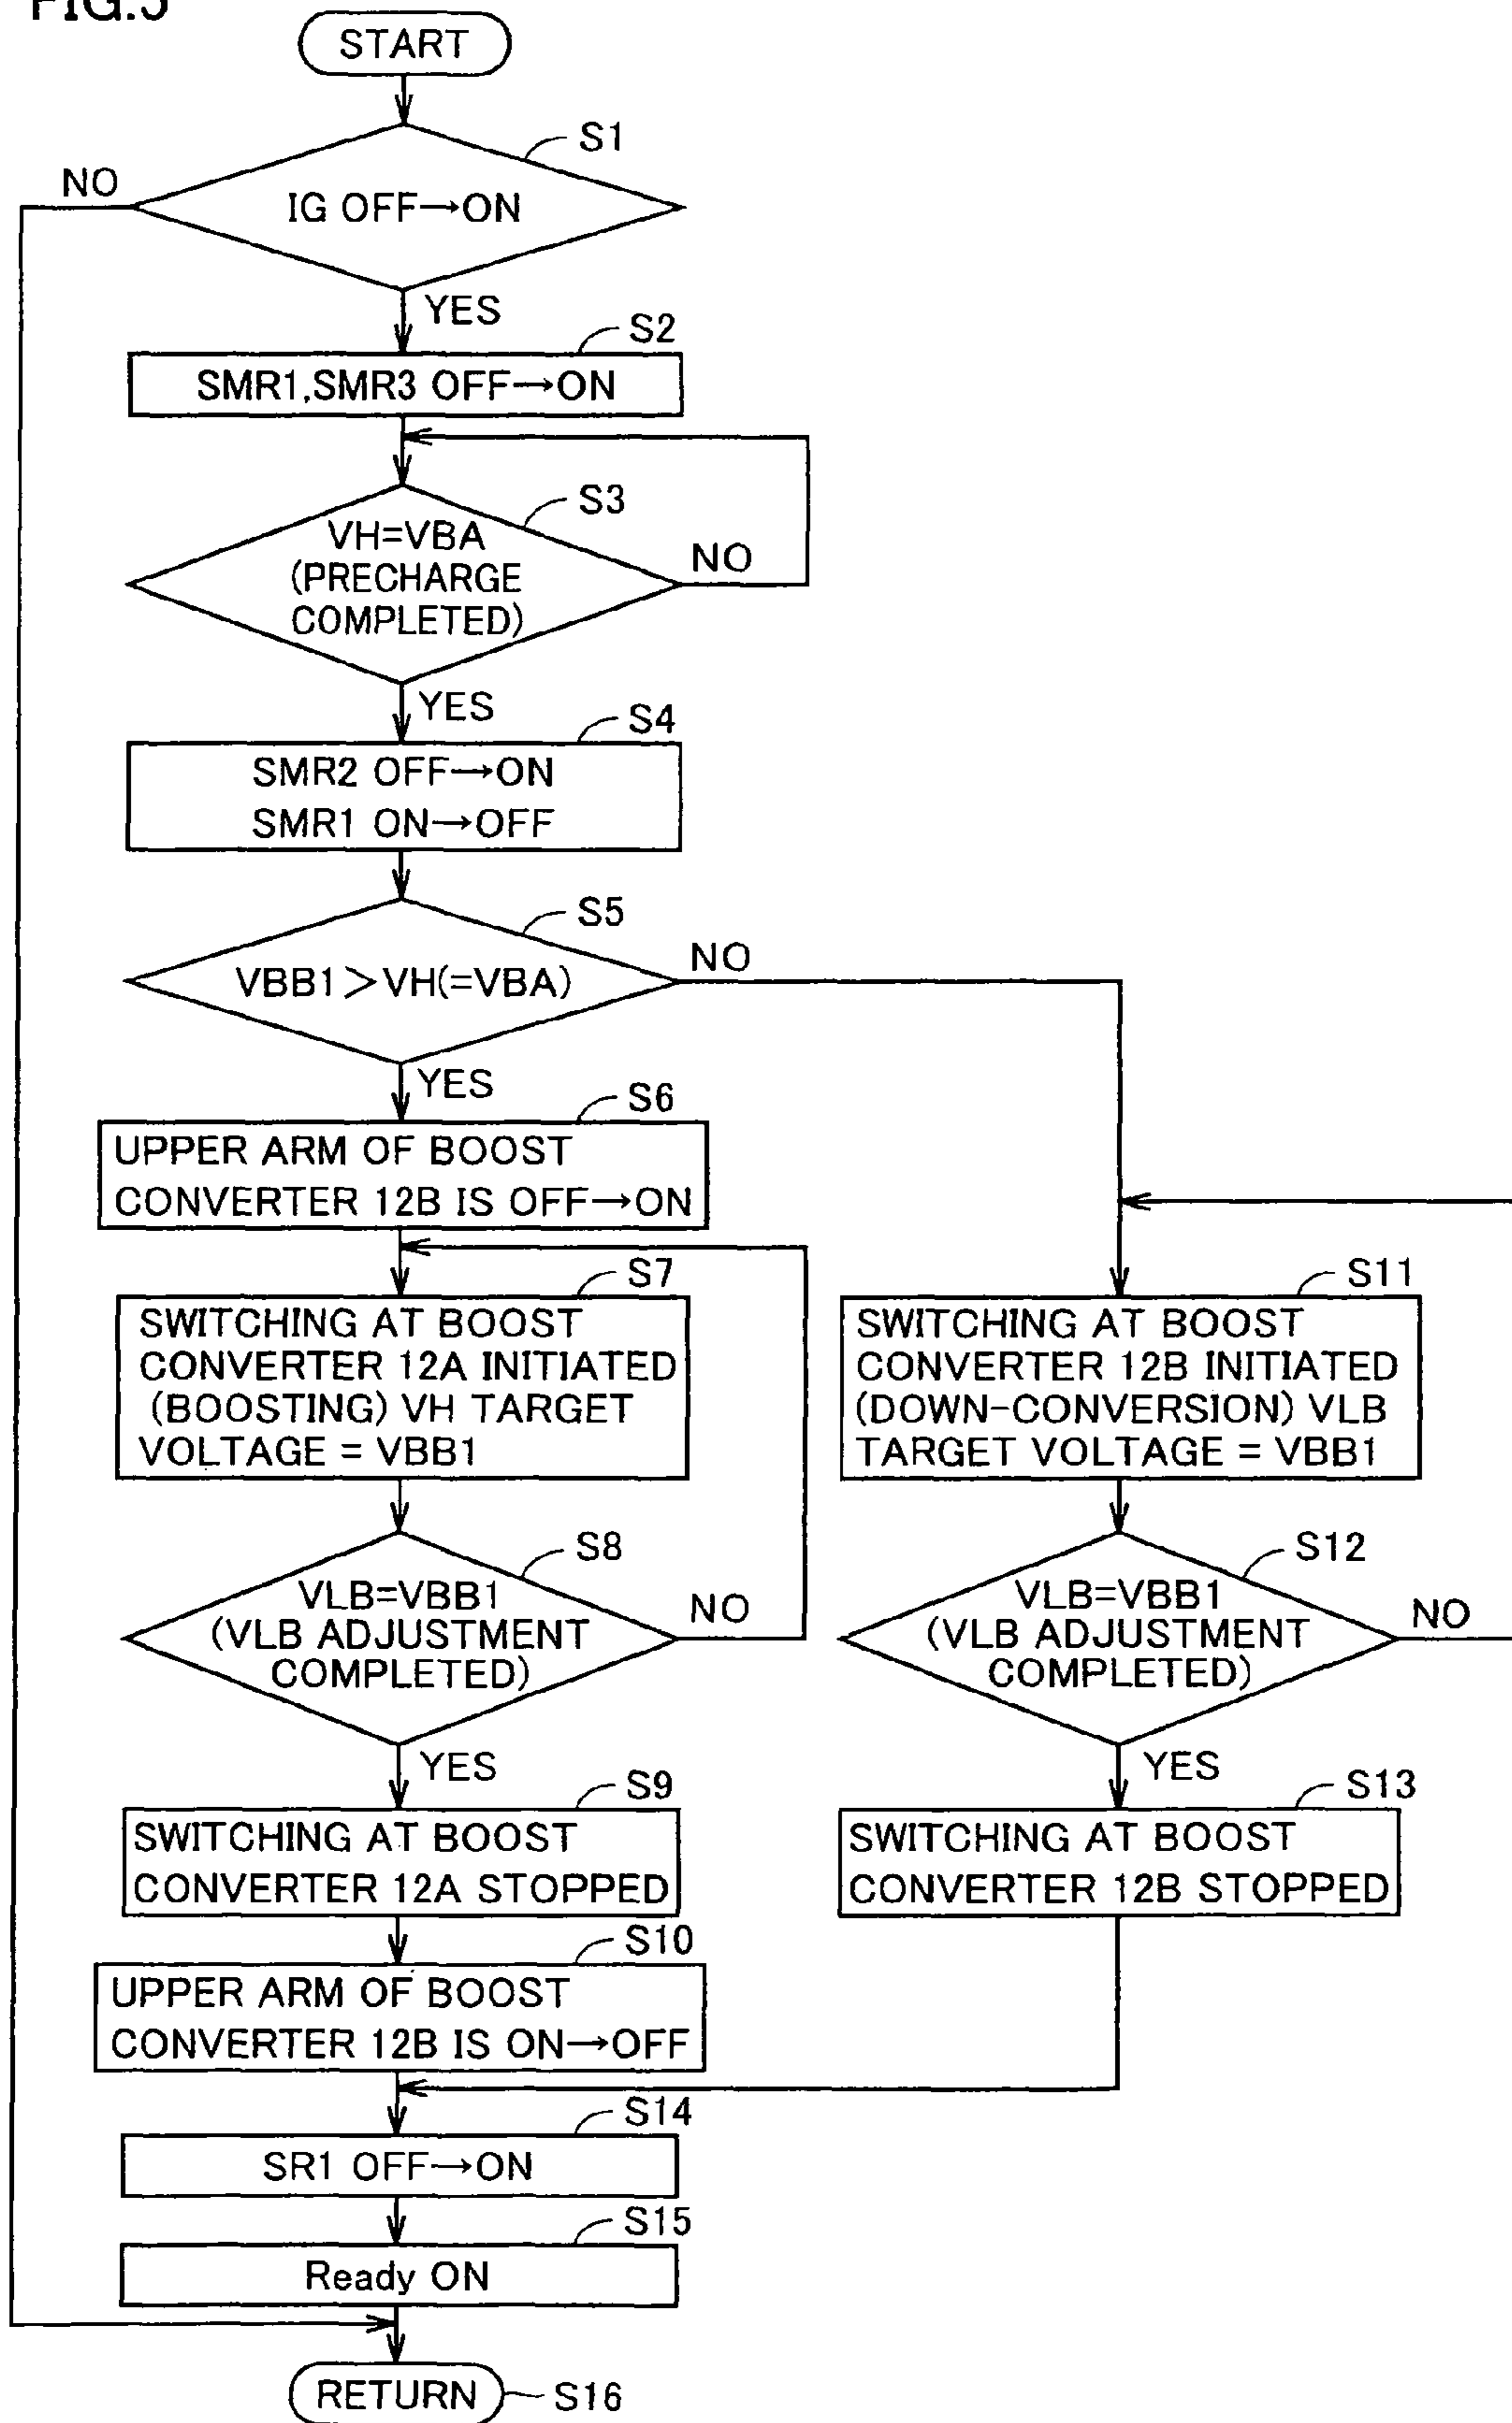 START
S1
NO
IG OFF→ON
YES
S2
SMR1,SMR3 OFF→ON
S3
VH=VBA
(PRECHARGE
COMPLETED)
NO
YES
S4
SMR2 OFF→ON
SMR1 ON→OFF
S5
VBB1>VH(=VBA)
NO
YES
S6
UPPER ARM OF BOOST
CONVERTER 12B IS OFF→ON
S7
SWITCHING AT BOOST
CONVERTER 12A INITIATED
(BOOSTING) VH TARGET
VOLTAGE = VBB1
S8
VLB=VBB1
(VLB ADJUSTMENT
COMPLETED)
NO
YES
S9
SWITCHING AT BOOST
CONVERTER 12A STOPPED
S10
UPPER ARM OF BOOST
CONVERTER 12B IS ON→OFF
S11
SWITCHING AT BOOST
CONVERTER 12B INITIATED
(DOWN-CONVERSION) VLB
TARGET VOLTAGE = VBB1
S12
VLB=VBB1
(VLB ADJUSTMENT
COMPLETED)
NO
YES
S13
SWITCHING AT BOOST
CONVERTER 12B STOPPED
S14
SR1 OFF→ON
S15
Ready ON
RETURN
S16